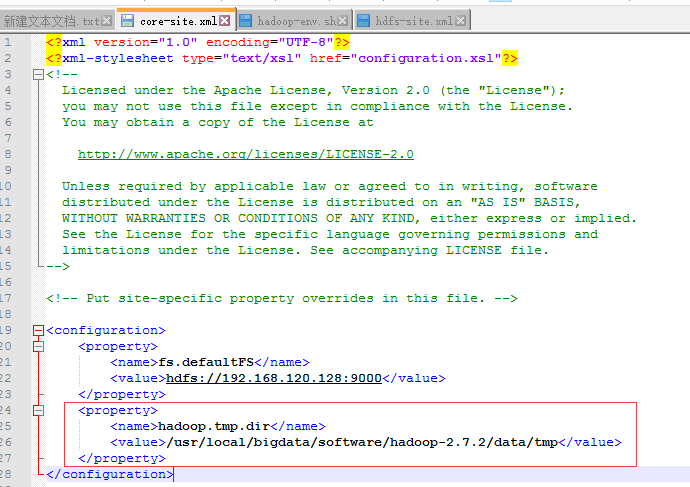 新建文本文档.txt core-site.xml hadoop-env.sh hdfs-site.xml
1 <?xml version="1.0" encoding="UTF-8"?>
2 <?xml-stylesheet type="text/xsl" href="configuration.xsl"?>
3 <!--
4 Licensed under the Apache License, Version 2.0 (the "License");
5 you may not use this file except in compliance with the License.
6 You may obtain a copy of the License at
7
8 http://www.apache.org/licenses/LICENSE-2.0
9
10 Unless required by applicable law or agreed to in writing, software
11 distributed under the License is distributed on an "AS IS" BASIS,
12 WITHOUT WARRANTIES OR CONDITIONS OF ANY KIND, either express or implied.
13 See the License for the specific language governing permissions and
14 limitations under the License. See accompanying LICENSE file.
15 -->
16
17 <!-- Put site-specific property overrides in this file. -->
18
19 <configuration>
20 <property>
21 <name>fs.defaultFS</name>
22 <value>hdfs://192.168.120.128:9000</value>
23 </property>
24 <property>
25 <name>hadoop.tmp.dir</name>
26 <value>/usr/local/bigdata/software/hadoop-2.7.2/data/tmp</value>
27 </property>
28 </configuration>